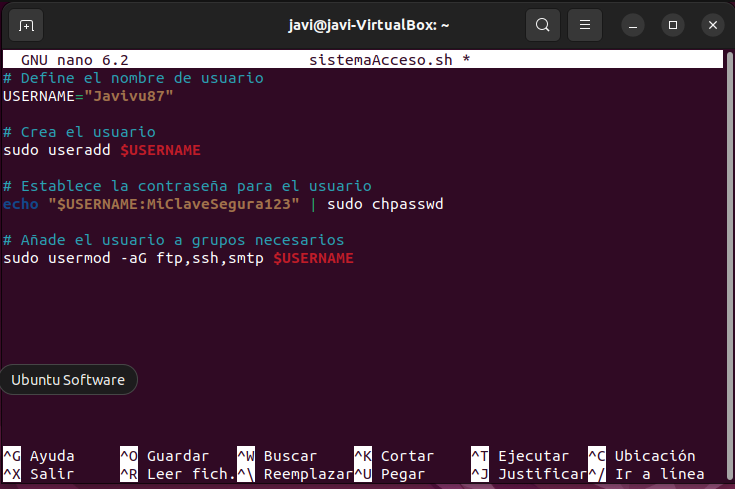 javi@javi-VirtualBox: ~
GNU nano 6.2 sistemaAcceso.sh *
# Define el nombre de usuario
USERNAME="Javivu87"
# Crea el usuario
sudo useradd $USERNAME
# Establece la contraseña para el usuario
echo "$USERNAME:MiClaveSegura123" | sudo chpasswd
# Añade el usuario a grupos necesarios
sudo usermod -aG ftp,ssh,smtp $USERNAME
Ubuntu Software
^G Ayuda ^O Guardar ^W Buscar ^K Cortar ^T Ejecutar ^C Ubicación
^X Salir ^R Leer fich. ^\ Reemplazar ^U Pegar ^J Justificar ^/ Ir a línea